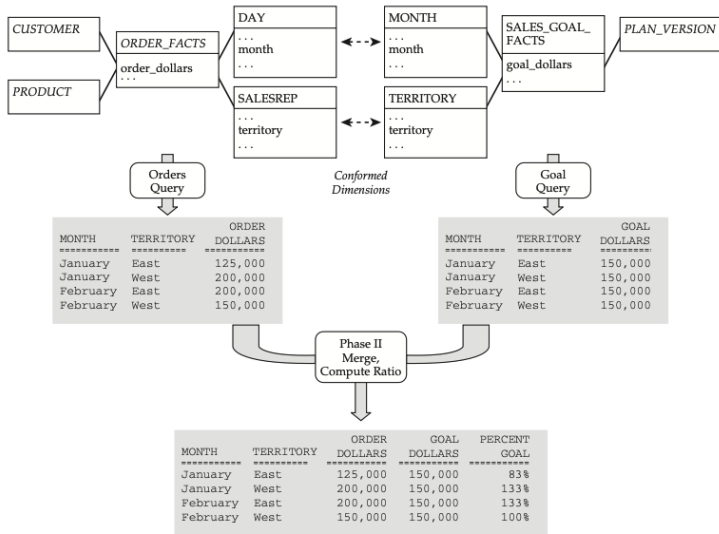 CUSTOMER
PRODUCT
ORDER_FACTS
order_dollars
. . .
DAY
. . .
month
. . .
SALESREP
. . .
territory
. . .
MONTH
. . .
month
. . .
TERRITORY
. . .
territory
. . .
SALES_GOAL_
FACTS
goal_dollars
. . .
PLAN_VERSION
Conformed
Dimensions
Orders
Query
Goal
Query
ORDER
MONTH TERRITORY DOLLARS
=========== ========== ===========
January East 125,000
January West 200,000
February East 200,000
February West 150,000
GOAL
MONTH TERRITORY DOLLARS
=========== ========== =========
January East 150,000
January West 150,000
February East 150,000
February West 150,000
Phase II
Merge,
Compute Ratio
ORDER GOAL PERCENT
MONTH TERRITORY DOLLARS DOLLARS GOAL
=========== ========== =========== =========== ===========
January East 125,000 150,000 83%
January West 200,000 150,000 133%
February East 200,000 150,000 133%
February West 150,000 150,000 100%